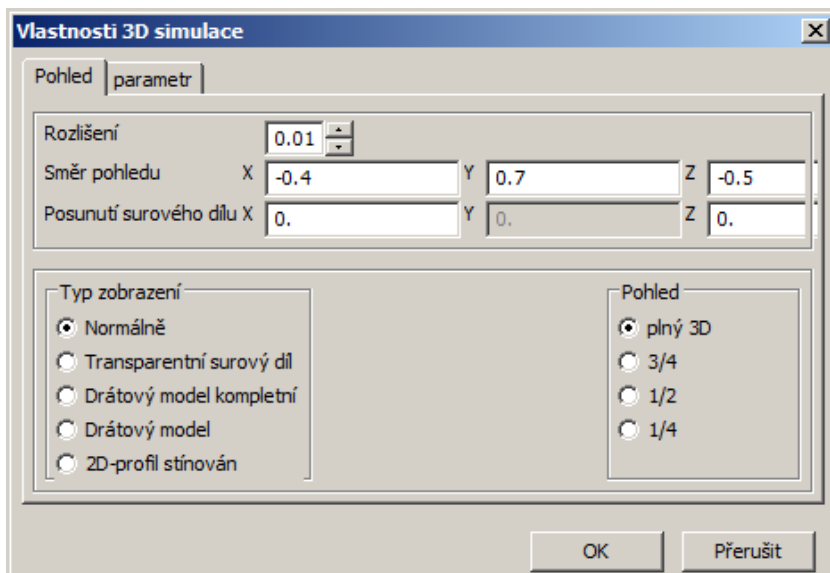 Vlastnosti 3D simulace
Pohled parametr
Rozlišení 0.01
Směr pohledu X -0.4 Y 0.7 Z -0.5
Posunutí surového dílu X 0. Y 0. Z 0.
Typ zobrazení Pohled
Normálně plný 3D
Transparentní surový díl 3/4
Drátový model kompletní 1/2
Drátový model 1/4
2D-profil stínován
OK Přerušit